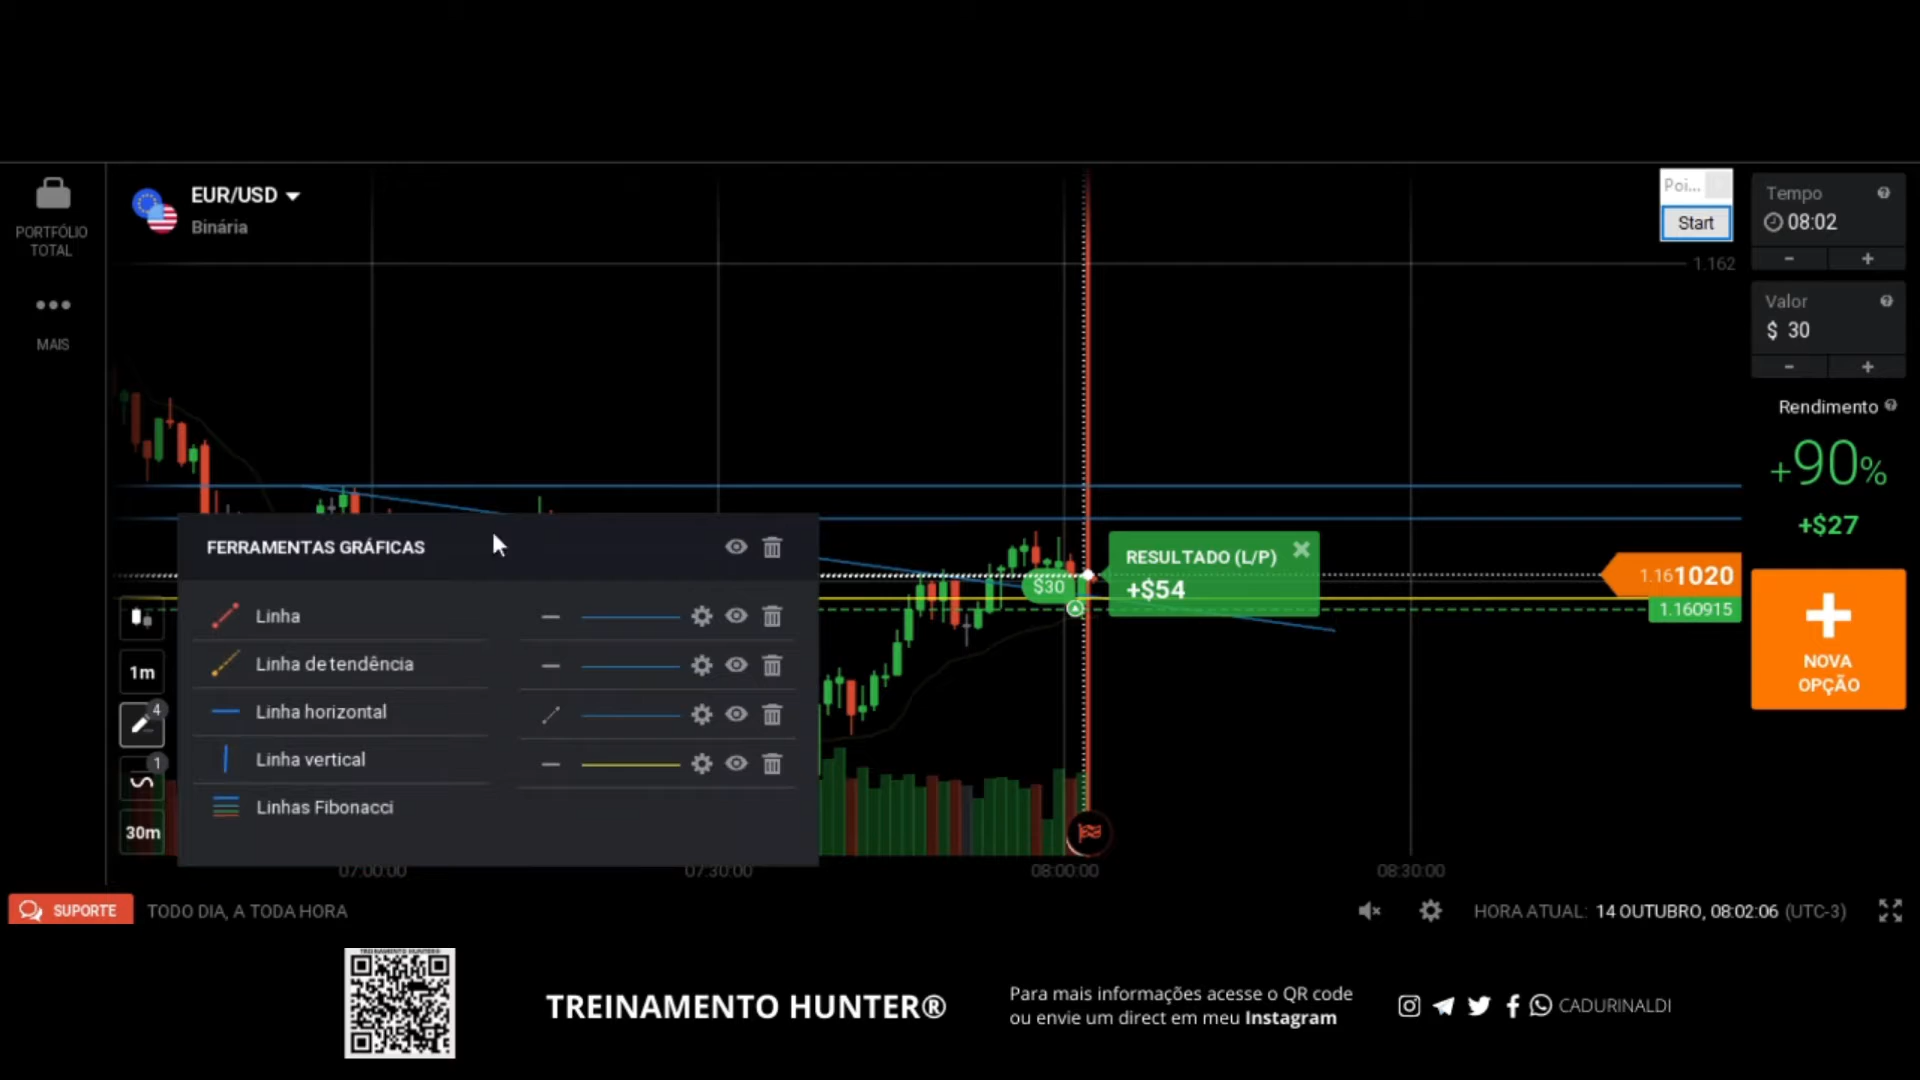 EUR/USD
Binária
PORTFÓLIO
TOTAL
MAIS
Poi...
Start
1.162
Tempo
08:02
- +
Valor
$ 30
- +
Rendimento
+90%
+$27
FERRAMENTAS GRÁFICAS
Linha
Linha de tendência
Linha horizontal
Linha vertical
Linhas Fibonacci
1m
4
1
30m
$30
RESULTADO (L/P)
+$54
1.161020
1.160915
NOVA
OPÇÃO
07:00:00 07:30:00 08:00:00 08:30:00
SUPORTE
TODO DIA, A TODA HORA
HORA ATUAL: 14 OUTUBRO, 08:02:06 (UTC-3)
TREINAMENTO HUNTER®
Para mais informações acesse o QR code
ou envie um direct em meu Instagram
CADURINALDI